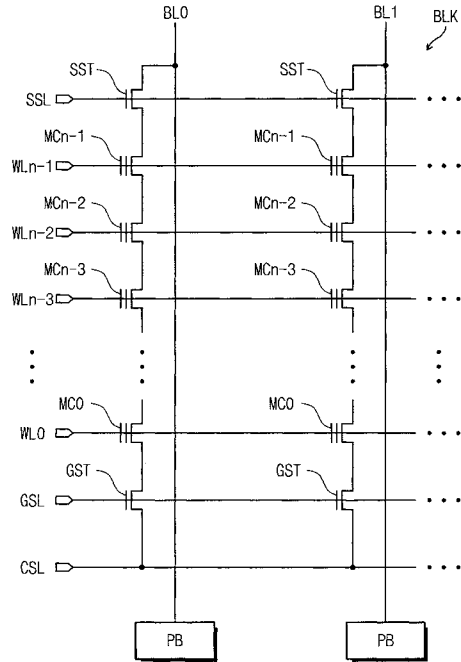 BL0 BL1
BLK
SST SST
SSL
MCn-1 MCn-1
WLn-1
MCn-2 MCn-2
WLn-2
MCn-3 MCn-3
WLn-3
MC0 MC0
WL0
GST GST
GSL
CSL
PB PB